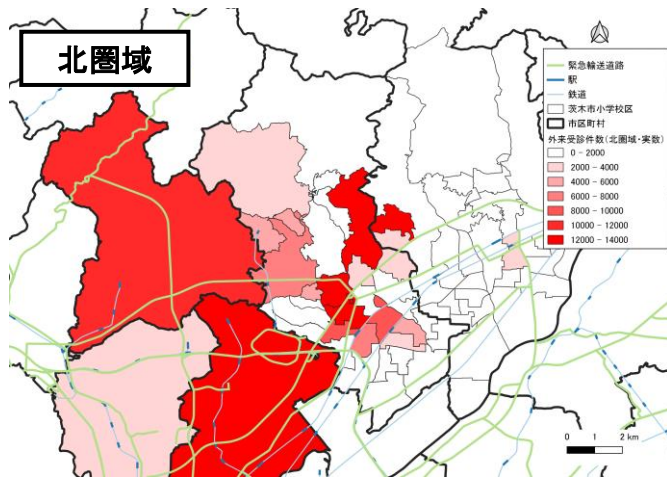 北圏域
緊急輸送道路
駅
鉄道
茨木市小学校区
市区町村
外来受診件数(北圏域・実数)
0 - 2000
2000 - 4000
4000 - 6000
6000 - 8000
8000 - 10000
10000 - 12000
12000 - 14000
0 1 2 km